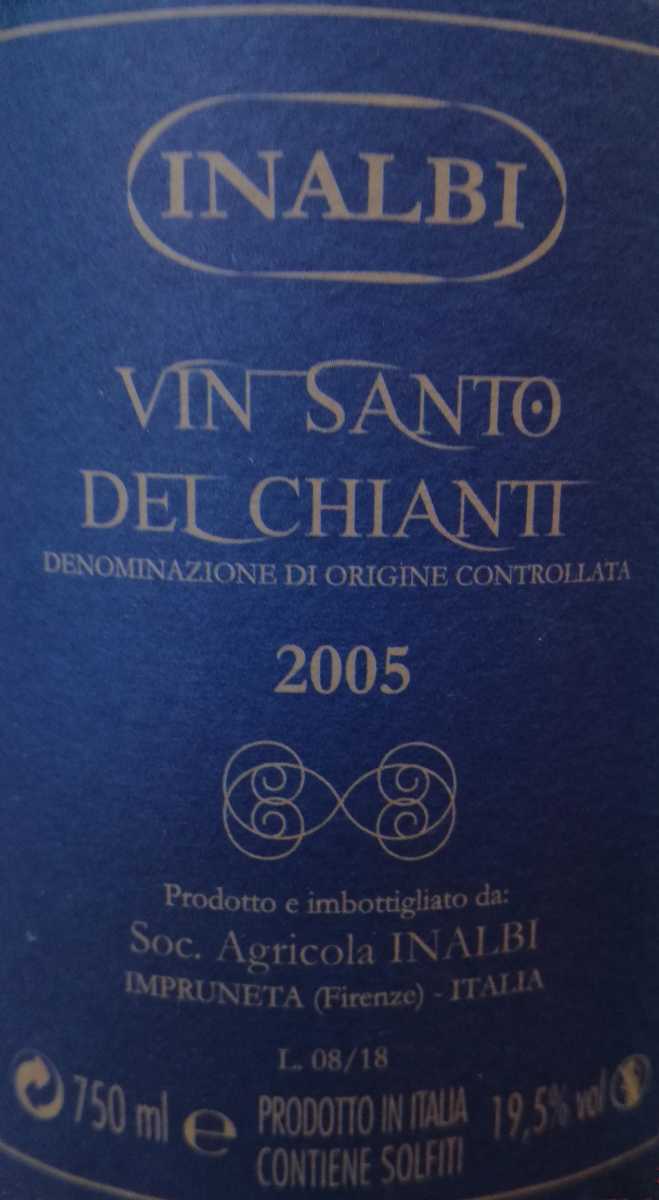 INALBI
VIN SANTO
DEL CHIANTI
DENOMINAZIONE DI ORIGINE CONTROLLATA
2005
Prodotto e imbottigliato da:
Soc. Agricola INALBI
IMPRUNETA (Firenze) - ITALIA
L. 08/18
750 ml e PRODOTTO IN ITALIA 19,5% vol
CONTIENE SOLFITI